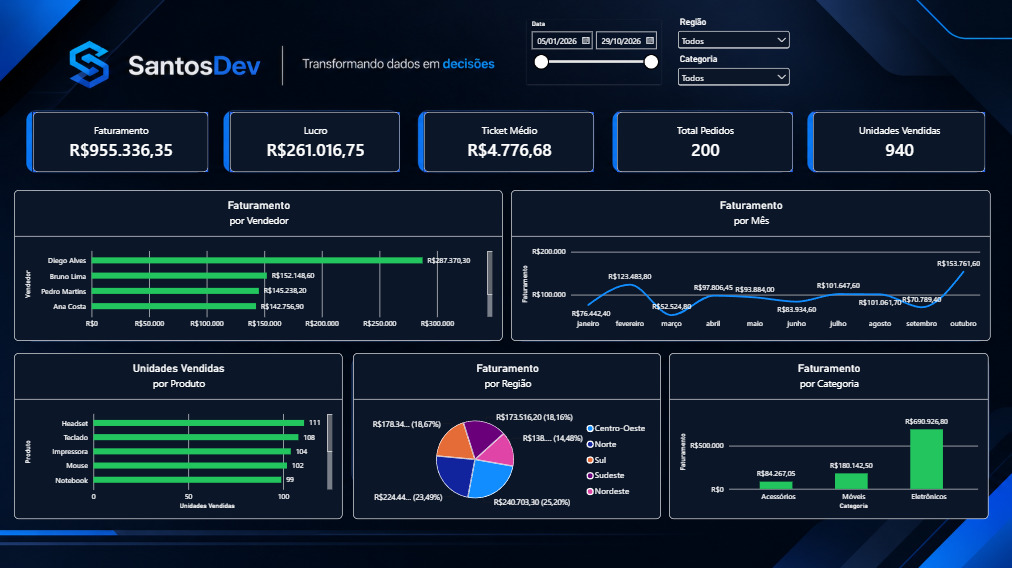 SantosDev
Transformando dados em decisões
Data
05/01/2026 29/10/2026
Região
Todos
Categoria
Todos
Faturamento
R$955.336,35
Lucro
R$261.016,75
Ticket Médio
R$4.776,68
Total Pedidos
200
Unidades Vendidas
940
Faturamento
por Vendedor
Vendedor
Diego Alves R$287.370,30
Bruno Lima R$152.148,60
Pedro Martins R$145.238,20
Ana Costa R$142.756,90
R$0 R$50.000 R$100.000 R$150.000 R$200.000 R$250.000 R$300.000
Faturamento
por Mês
Faturamento
R$200.000
R$100.000
R$76.442,40
R$123.483,80
R$52.524,80
R$97.806,45
R$93.884,00
R$83.934,60
R$101.647,60
R$101.061,70
R$70.789,40
R$153.761,60
janeiro fevereiro março abril maio junho julho agosto setembro outubro
Unidades Vendidas
por Produto
Produto
Headset 111
Teclado 108
Impressora 104
Mouse 102
Notebook 99
0 50 100
Unidades Vendidas
Faturamento
por Região
R$173.516,20 (18,16%)
R$138.... (14,48%)
R$240.703,30 (25,20%)
R$224.44... (23,49%)
R$178.34... (18,67%)
Centro-Oeste
Norte
Sul
Sudeste
Nordeste
Faturamento
por Categoria
Faturamento
R$500.000
R$0
R$84.267,05
R$180.142,50
R$690.926,80
Acessórios Móveis Eletrônicos
Categoria